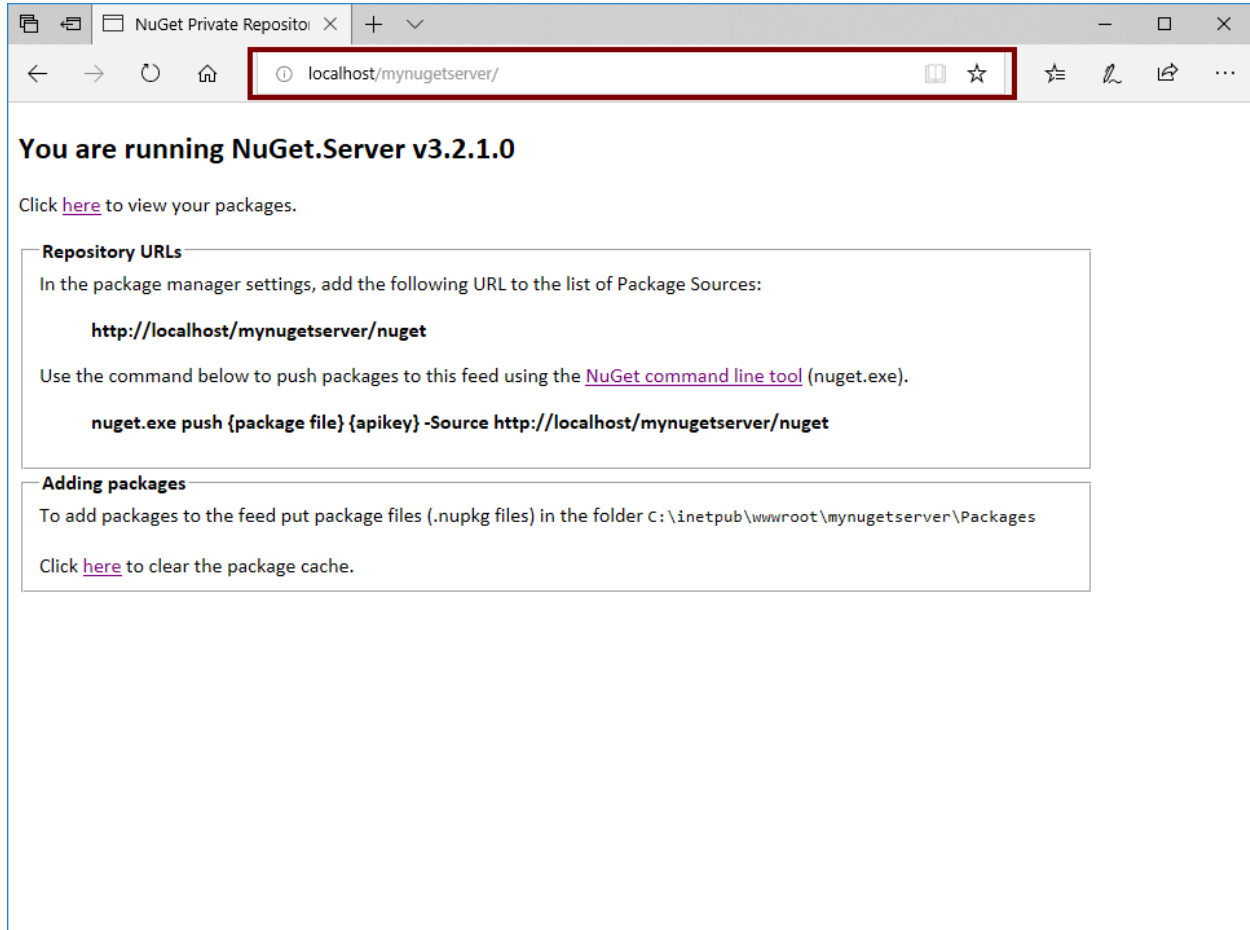 NuGet Private Repositor
localhost/mynugetserver/
You are running NuGet.Server v3.2.1.0
Click here to view your packages.
Repository URLs
In the package manager settings, add the following URL to the list of Package Sources:
http://localhost/mynugetserver/nuget
Use the command below to push packages to this feed using the NuGet command line tool (nuget.exe).
nuget.exe push {package file} {apikey} -Source http://localhost/mynugetserver/nuget
Adding packages
To add packages to the feed put package files (.nupkg files) in the folder C:\inetpub\wwwroot\mynugetserver\Packages
Click here to clear the package cache.